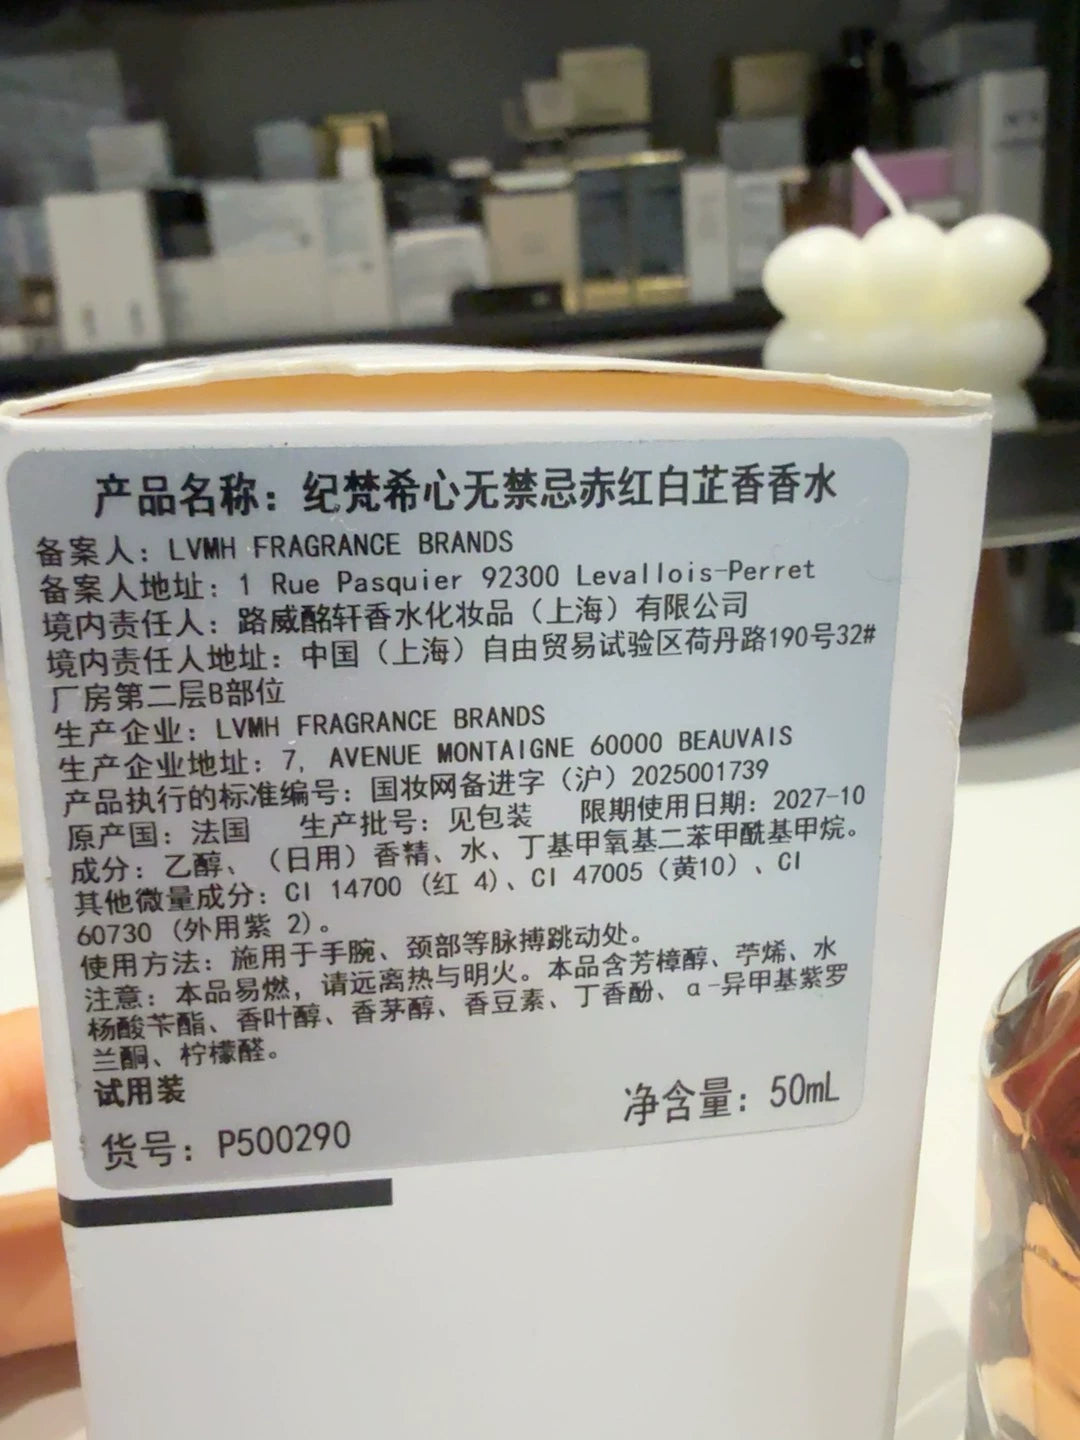 产品名称：纪梵希心无禁忌赤红白芷香香水
备案人：LVMH FRAGRANCE BRANDS
备案人地址：1 Rue Pasquier 92300 Levallois-Perret
境内责任人：路威酩轩香水化妆品（上海）有限公司
境内责任人地址：中国（上海）自由贸易试验区荷丹路190号32#
厂房第二层B部位
生产企业：LVMH FRAGRANCE BRANDS
生产企业地址：7, AVENUE MONTAIGNE 60000 BEAUVAIS
产品执行的标准编号：国妆网备进字（沪）2025001739
原产国：法国 生产批号：见包装 限期使用日期：2027-10
成分：乙醇、（日用）香精、水、丁基甲氧基二苯甲酰基甲烷。
其他微量成分：CI 14700 (红 4)、CI 47005 (黄10)、CI
60730 (外用紫 2)。
使用方法：施用于手腕、颈部等脉搏跳动处。
注意：本品易燃，请远离热与明火。本品含芳樟醇、苧烯、水
杨酸苄酯、香叶醇、香茅醇、香豆素、丁香酚、α-异甲基紫罗
兰酮、柠檬醛。
试用装
净含量：50mL
货号：P500290